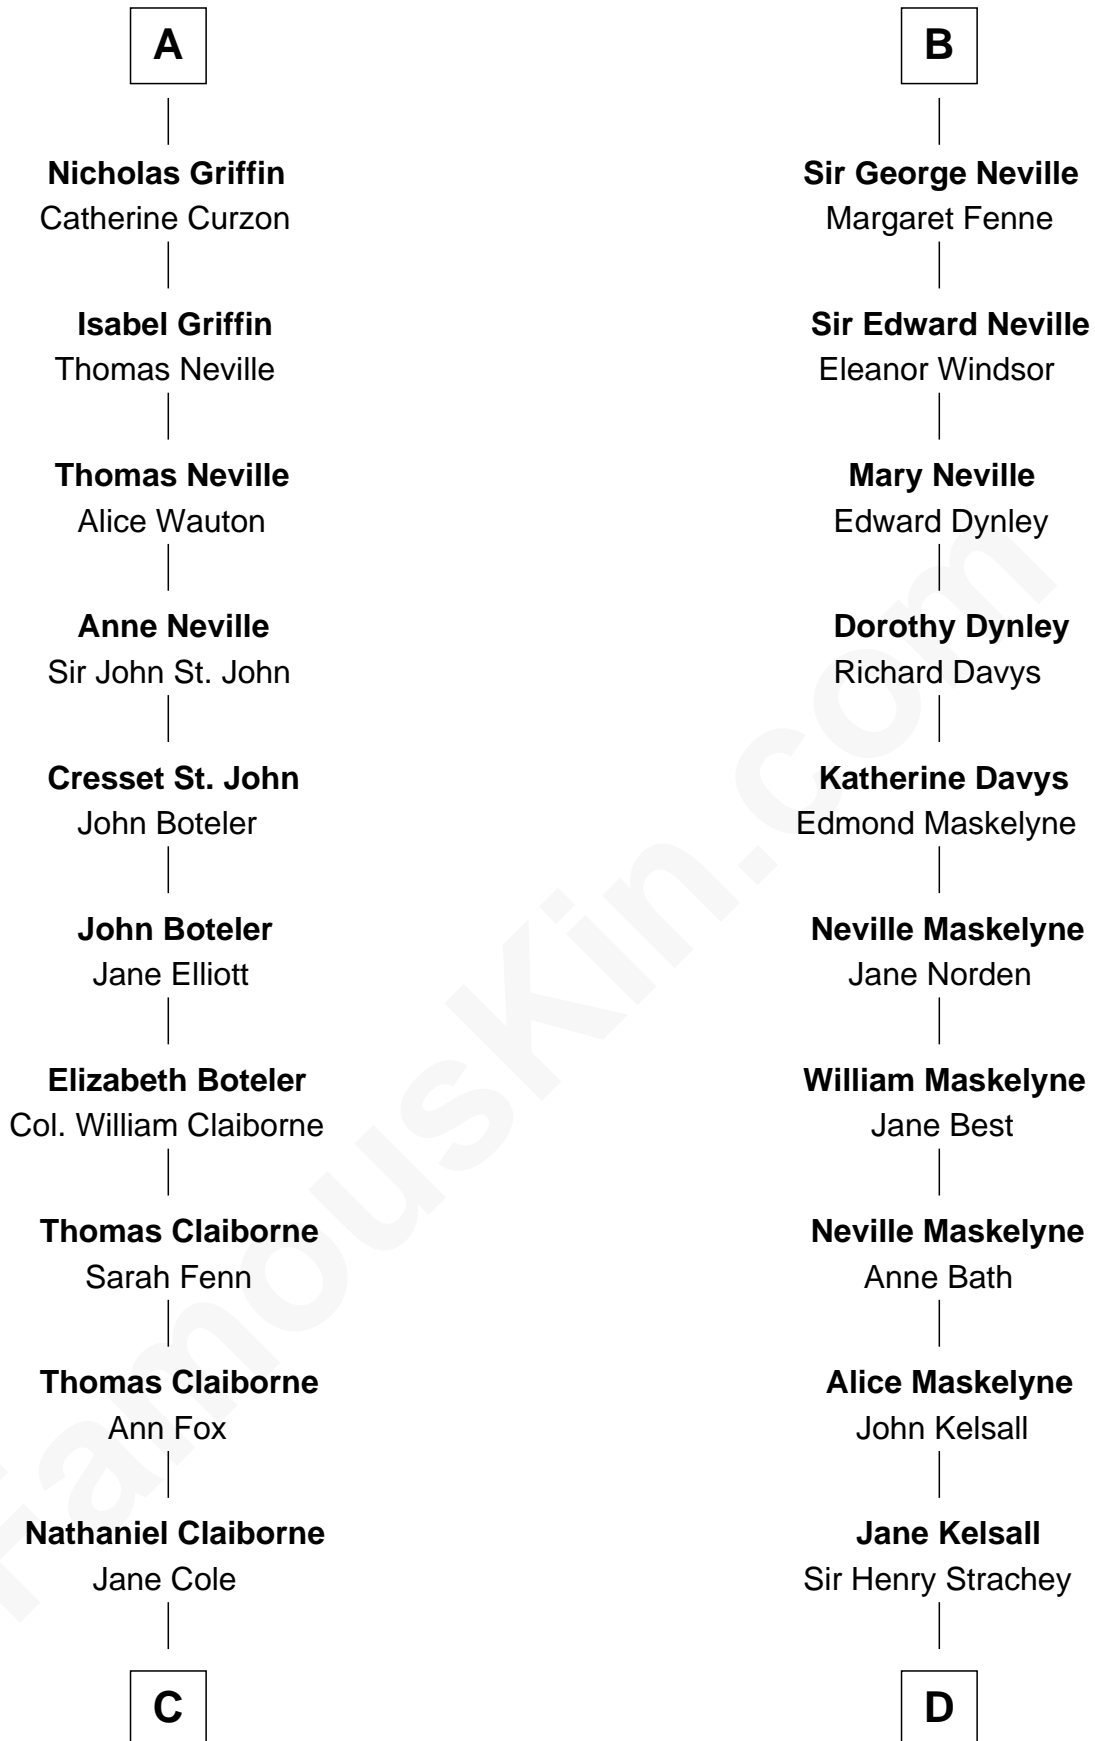 A
Nicholas Griffin
Catherine Curzon
Isabel Griffin
Thomas Neville
Thomas Neville
Alice Wauton
Anne Neville
Sir John St. John
Cresset St. John
John Boteler
John Boteler
Jane Elliott
Elizabeth Boteler
Col. William Claiborne
Thomas Claiborne
Sarah Fenn
Thomas Claiborne
Ann Fox
Nathaniel Claiborne
Jane Cole
C
B
Sir George Neville
Margaret Fenne
Sir Edward Neville
Eleanor Windsor
Mary Neville
Edward Dynley
Dorothy Dynley
Richard Davys
Katherine Davys
Edmond Maskelyne
Neville Maskelyne
Jane Norden
William Maskelyne
Jane Best
Neville Maskelyne
Anne Bath
Alice Maskelyne
John Kelsall
Jane Kelsall
Sir Henry Strachey
D
FamousKin.com